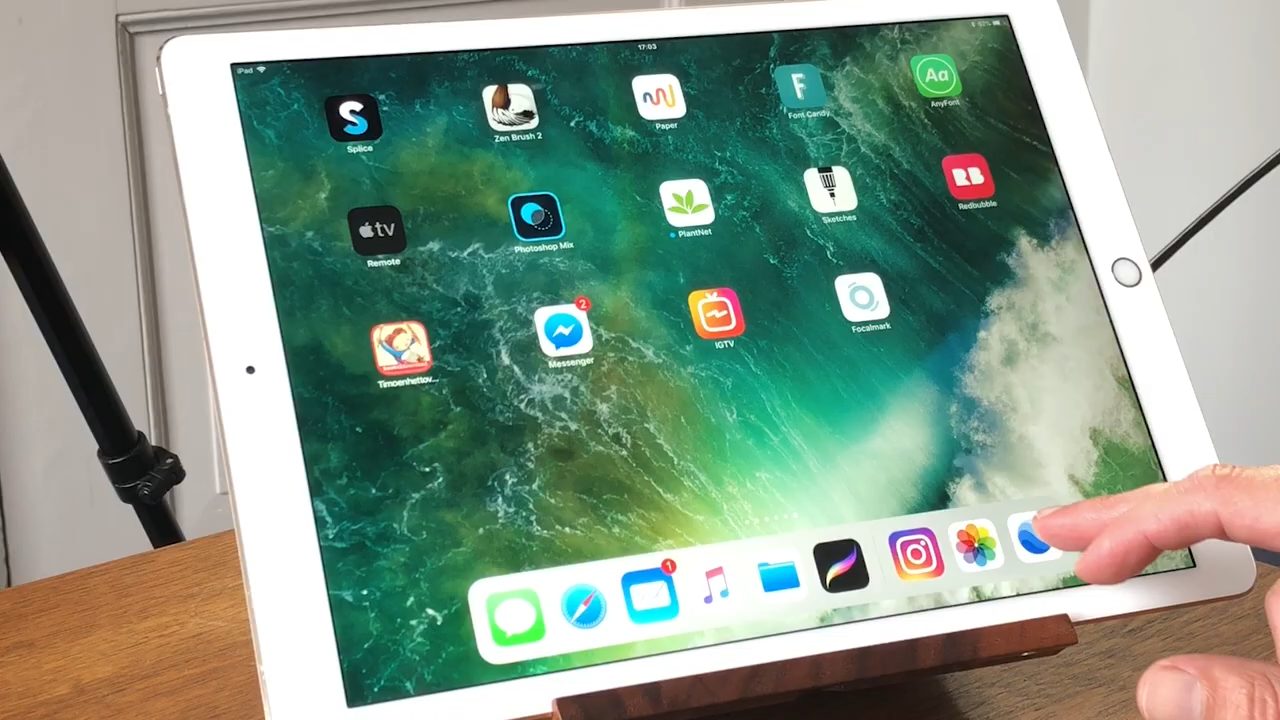 iPad
17:03
Splice
Zen Brush 2
Paper
F
Font Candy
Aa
AnyFont
tv
Remote
Photoshop Mix
PlantNet
Sketches
RB
Redbubble
Timoenhettov...
2
Messenger
IGTV
Focalmark
1